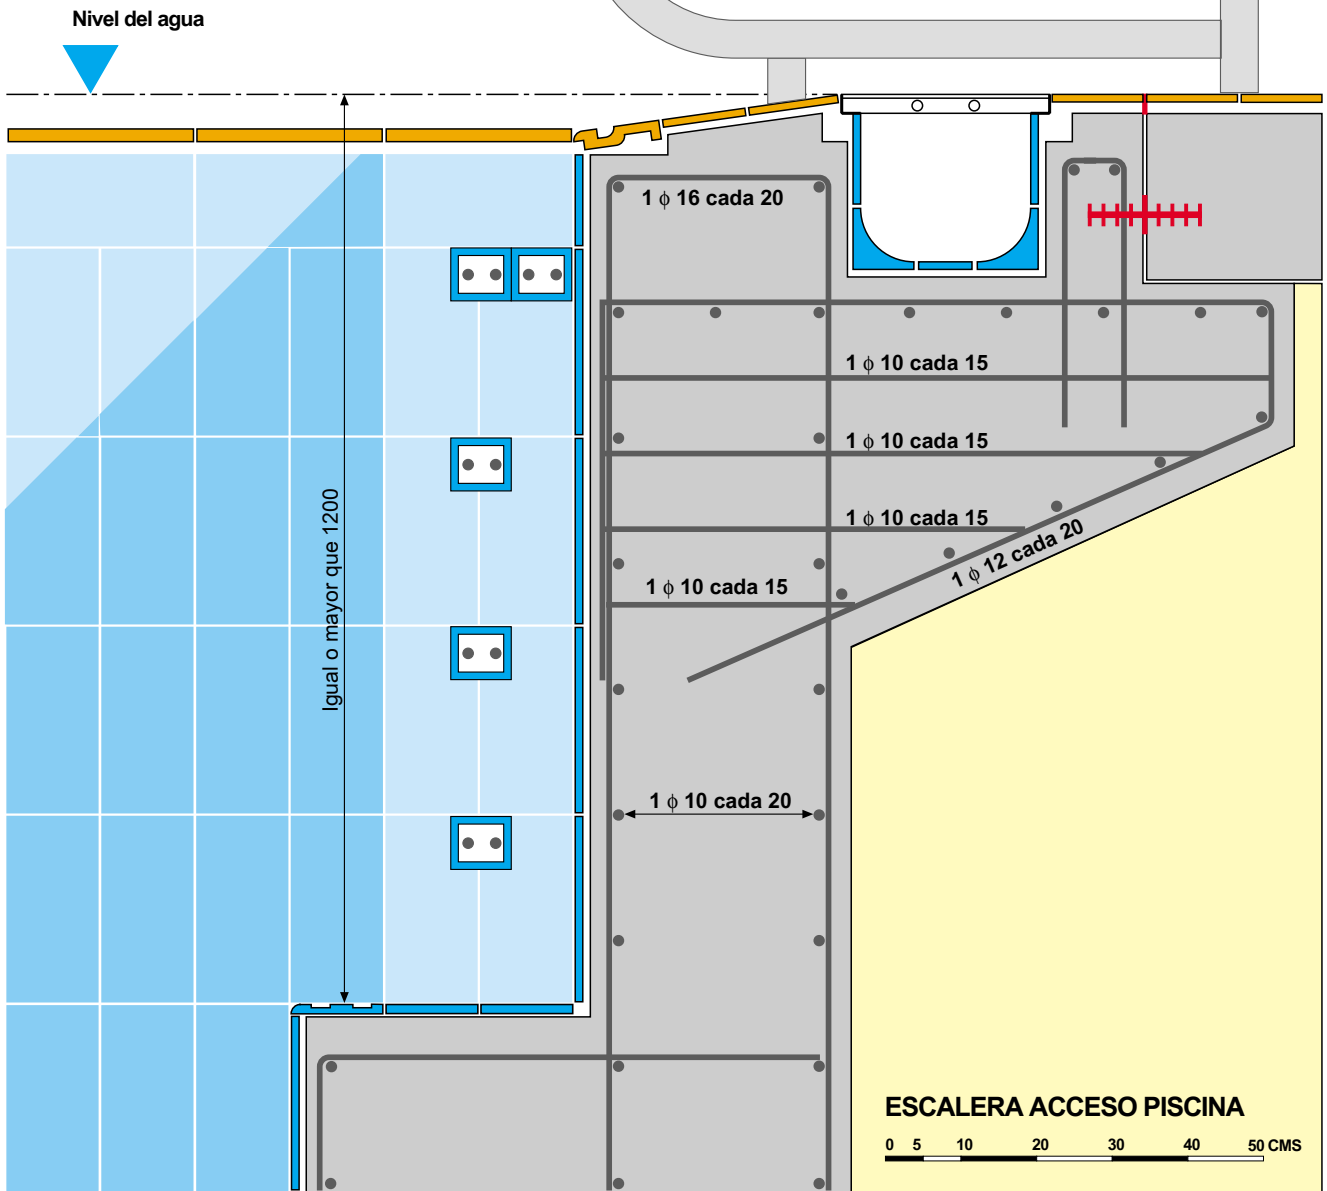 Nivel del agua
1 ϕ 16 cada 20
1 ϕ 10 cada 15
1 ϕ 10 cada 15
1 ϕ 10 cada 15
1 ϕ 12 cada 20
1 ϕ 10 cada 15
Igual o mayor que 1200
1 ϕ 10 cada 20
ESCALERA ACCESO PISCINA
0 5 10 20 30 40 50 CMS